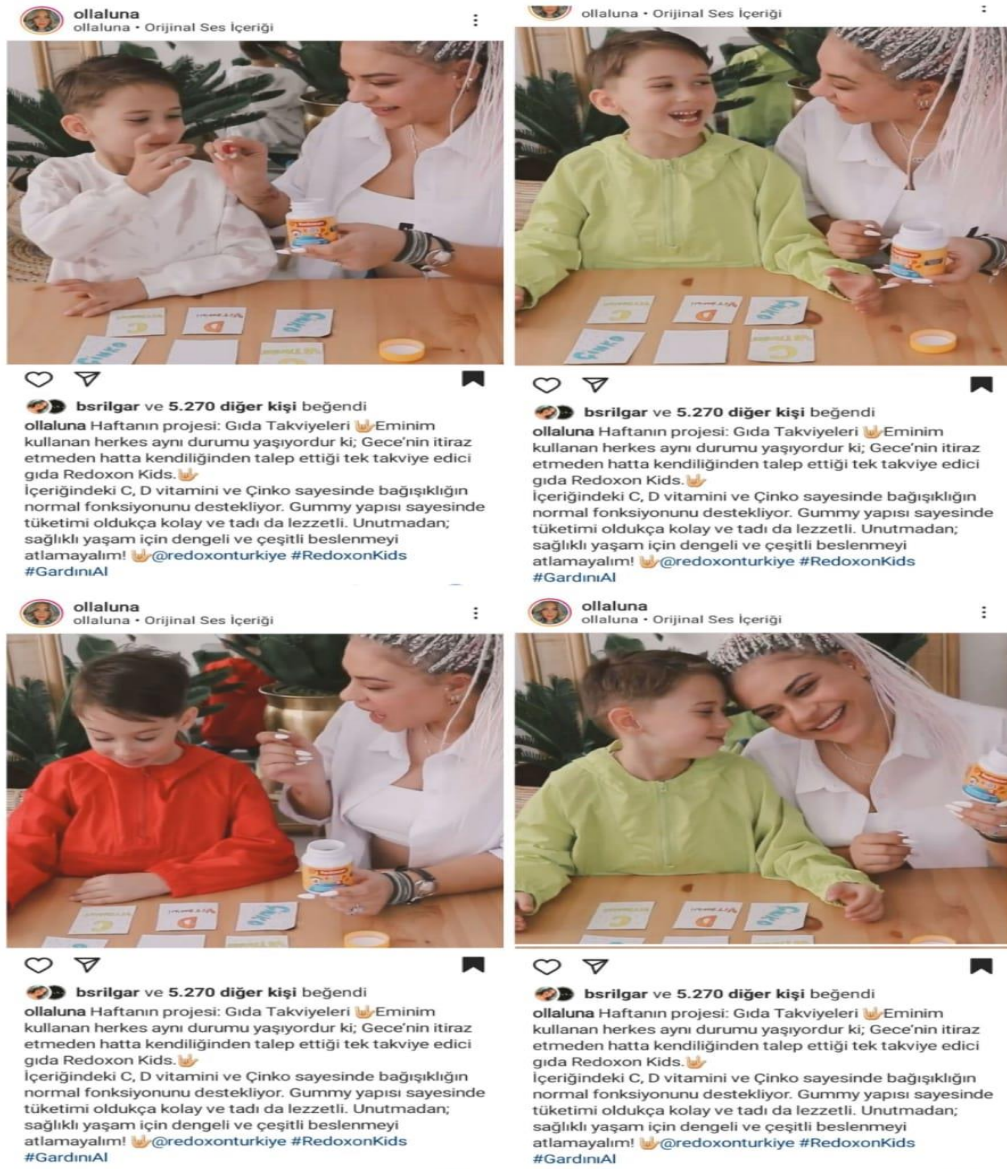 ollaluna
ollaluna • Orijinal Ses İçeriği
C
D
ÇİNKO
ÇİNKO
bsrilgar ve 5.270 diğer kişi beğendi
ollaluna Haftanın projesi: Gıda Takviyeleri 🤟🏼Eminim
kullanan herkes aynı durumu yaşıyordur ki; Gece'nin itiraz
etmeden hatta kendiliğinden talep ettiği tek takviye edici
gıda Redoxon Kids.🤟🏼
İçeriğindeki C, D vitamini ve Çinko sayesinde bağışıklığın
normal fonksiyonunu destekliyor. Gummy yapısı sayesinde
tüketimi oldukça kolay ve tadı da lezzetli. Unutmadan;
sağlıklı yaşam için dengeli ve çeşitli beslenmeyi
atlamayalım! 🤟🏼@redoxonturkiye #RedoxonKids
#GardınıAl
ollaluna • Orijinal Ses İçeriği
C
D
ÇİNKO
ÇİNKO
C
bsrilgar ve 5.270 diğer kişi beğendi
ollaluna Haftanın projesi: Gıda Takviyeleri 🤟🏼Eminim
kullanan herkes aynı durumu yaşıyordur ki; Gece'nin itiraz
etmeden hatta kendiliğinden talep ettiği tek takviye edici
gıda Redoxon Kids.🤟🏼
İçeriğindeki C, D vitamini ve Çinko sayesinde bağışıklığın
normal fonksiyonunu destekliyor. Gummy yapısı sayesinde
tüketimi oldukça kolay ve tadı da lezzetli. Unutmadan;
sağlıklı yaşam için dengeli ve çeşitli beslenmeyi
atlamayalım! 🤟🏼@redoxonturkiye #RedoxonKids
#GardınıAl
ollaluna
ollaluna • Orijinal Ses İçeriği
C
D
ÇİNKO
bsrilgar ve 5.270 diğer kişi beğendi
ollaluna Haftanın projesi: Gıda Takviyeleri 🤟🏼Eminim
kullanan herkes aynı durumu yaşıyordur ki; Gece'nin itiraz
etmeden hatta kendiliğinden talep ettiği tek takviye edici
gıda Redoxon Kids.🤟🏼
İçeriğindeki C, D vitamini ve Çinko sayesinde bağışıklığın
normal fonksiyonunu destekliyor. Gummy yapısı sayesinde
tüketimi oldukça kolay ve tadı da lezzetli. Unutmadan;
sağlıklı yaşam için dengeli ve çeşitli beslenmeyi
atlamayalım! 🤟🏼@redoxonturkiye #RedoxonKids
#GardınıAl
ollaluna
ollaluna • Orijinal Ses İçeriği
C
D
ÇİNKO
bsrilgar ve 5.270 diğer kişi beğendi
ollaluna Haftanın projesi: Gıda Takviyeleri 🤟🏼Eminim
kullanan herkes aynı durumu yaşıyordur ki; Gece'nin itiraz
etmeden hatta kendiliğinden talep ettiği tek takviye edici
gıda Redoxon Kids.🤟🏼
İçeriğindeki C, D vitamini ve Çinko sayesinde bağışıklığın
normal fonksiyonunu destekliyor. Gummy yapısı sayesinde
tüketimi oldukça kolay ve tadı da lezzetli. Unutmadan;
sağlıklı yaşam için dengeli ve çeşitli beslenmeyi
atlamayalım! 🤟🏼@redoxonturkiye #RedoxonKids
#GardınıAl